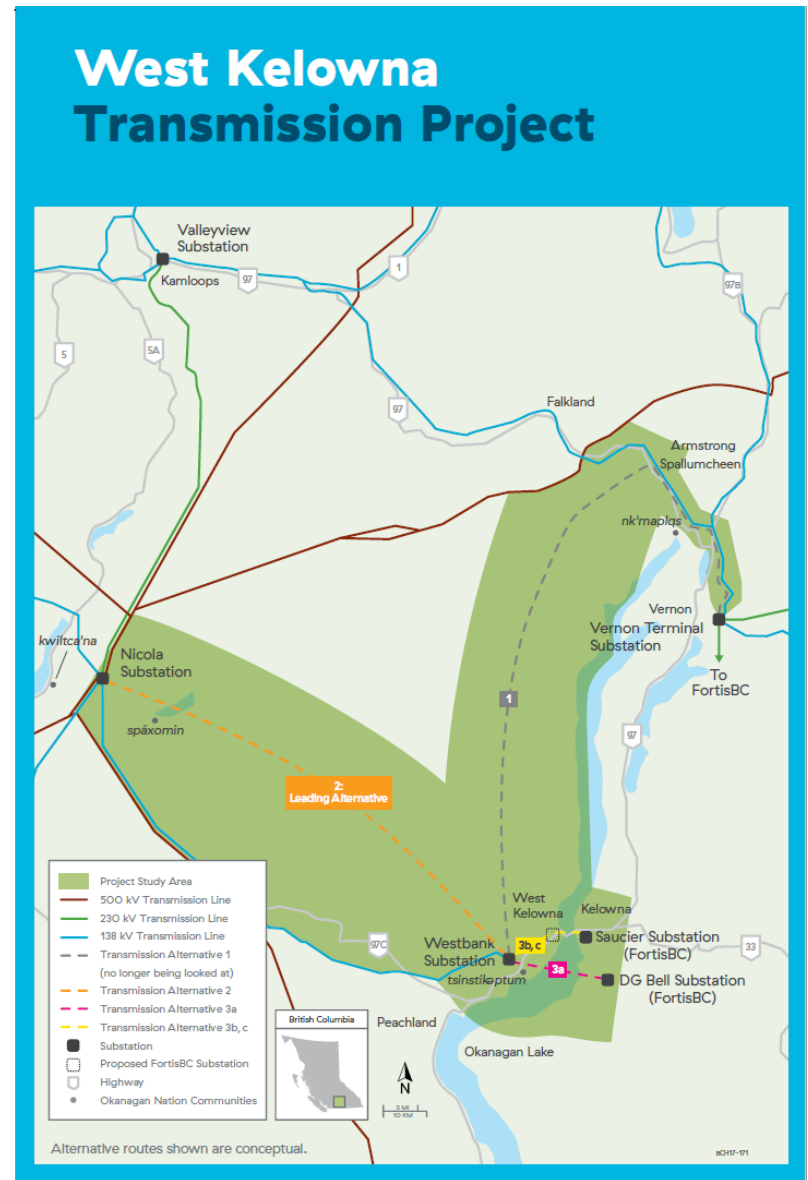 West Kelowna
Transmission Project
Valleyview
Substation
Kamloops
97
1
97B
5
5A
97
Falkland
Armstrong
Spallumcheen
nk'maplqs
Vernon
Vernon Terminal
Substation
To
FortisBC
kwiltca'na
Nicola
Substation
spáxomin
1
97
2:
Leading Alternative
West
Kelowna
Kelowna
97C
Westbank
Substation
3b, c
Saucier Substation
(FortisBC)
33
tsinstikəptum
3a
DG Bell Substation
(FortisBC)
Peachland
Okanagan Lake
Project Study Area
500 kV Transmission Line
230 kV Transmission Line
138 kV Transmission Line
Transmission Alternative 1
(no longer being looked at)
Transmission Alternative 2
Transmission Alternative 3a
Transmission Alternative 3b, c
Substation
Proposed FortisBC Substation
Highway
Okanagan Nation Communities
British Columbia
N
5 MI
10 KM
Alternative routes shown are conceptual.